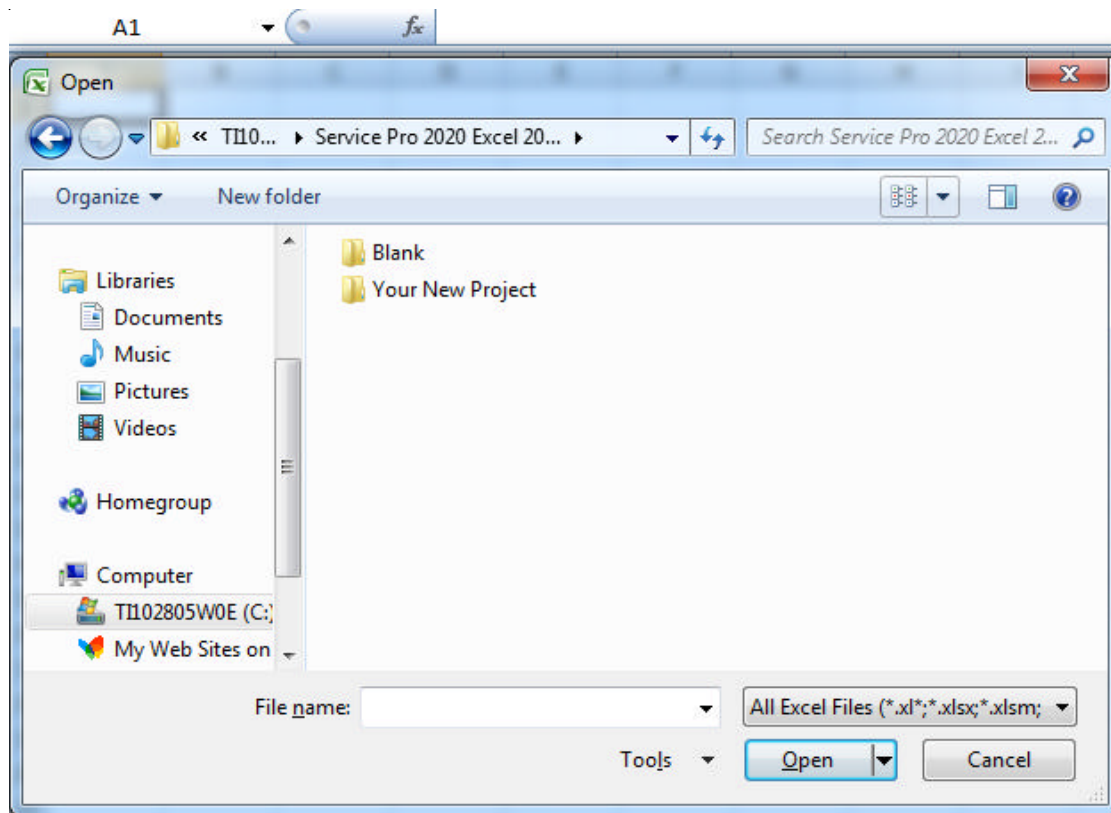 A1 fx
Open
« TI10... Service Pro 2020 Excel 20... Search Service Pro 2020 Excel 2...
Organize New folder
Blank
Your New Project
Libraries
Documents
Music
Pictures
Videos
Homegroup
Computer
TI102805W0E (C:)
My Web Sites on
File name: All Excel Files (*.xl*;*.xlsx;*.xlsm;
Tools Open Cancel